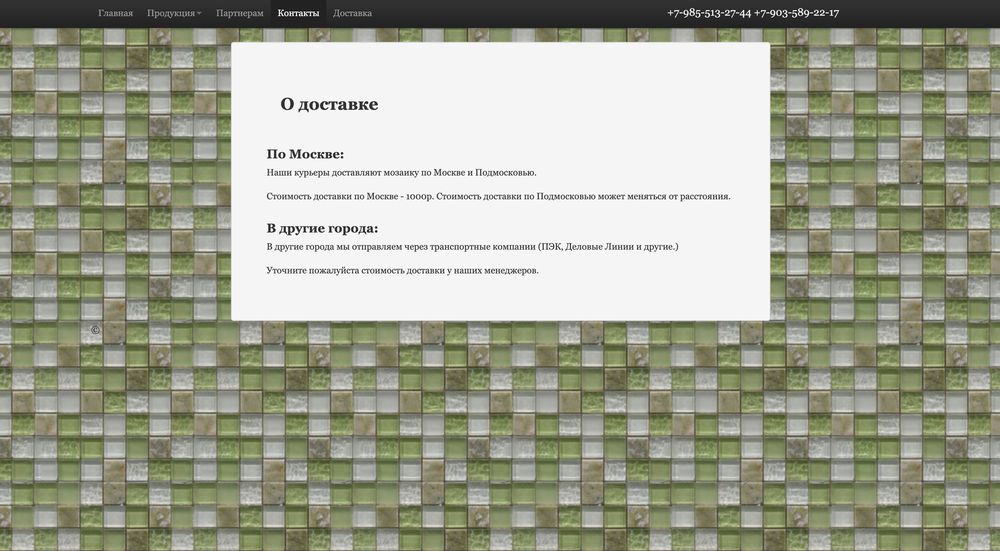 Главная Продукция Партнерам Контакты Доставка +7-985-513-27-44 +7-903-589-22-17
О доставке
По Москве:
Наши курьеры доставляют мозаику по Москве и Подмосковью.
Стоимость доставки по Москве - 1000р. Стоимость доставки по Подмосковью может меняться от расстояния.
В другие города:
В другие города мы отправляем через транспортные компании (ПЭК, Деловые Линии и другие.)
Уточните пожалуйста стоимость доставки у наших менеджеров.
©